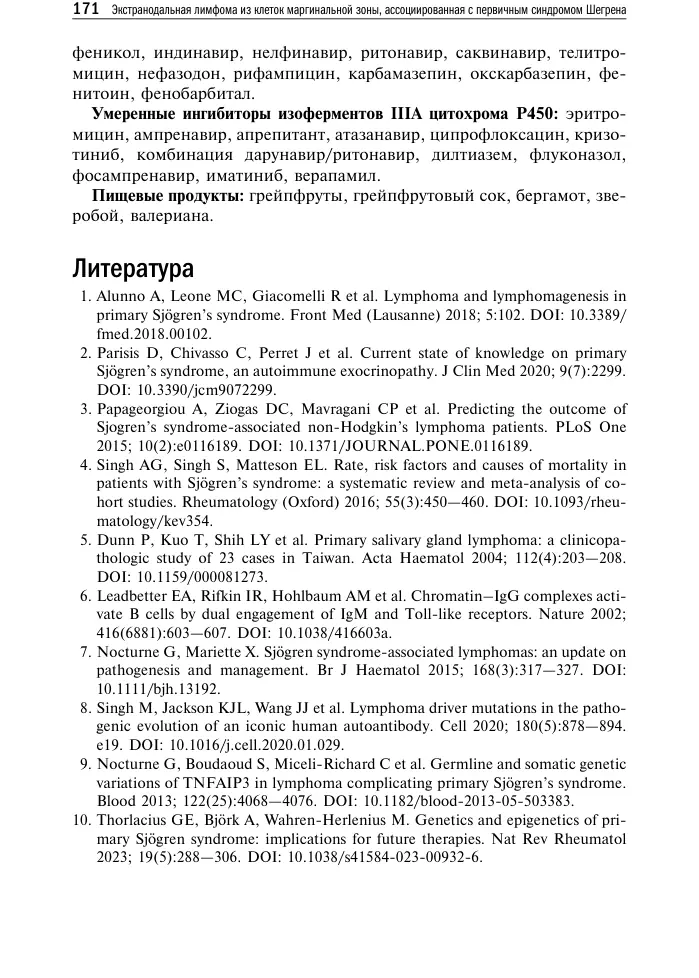 171 Экстранодальная лимфома из клеток маргинальной зоны, ассоциированная с первичным синдромом Шегрена
феникол, индинавир, нелфинавир, ритонавир, саквинавир, телитро-
мицин, нефазодон, рифампицин, карбамазепин, окскарбазепин, фе-
нитоин, фенобарбитал.
Умеренные ингибиторы изоферментов IIIA цитохрома P450: эритро-
мицин, ампренавир, апрепитант, атазанавир, ципрофлоксацин, кризо-
тиниб, комбинация дарунавир/ритонавир, дилтиазем, флуконазол,
фосампренавир, иматиниб, верапамил.
Пищевые продукты: грейпфруты, грейпфрутовый сок, бергамот, зве-
робой, валериана.
Литература
1. Alunno A, Leone MC, Giacomelli R et al. Lymphoma and lymphomagenesis in
primary Sjögren’s syndrome. Front Med (Lausanne) 2018; 5:102. DOI: 10.3389/
fmed.2018.00102.
2. Parisis D, Chivasso C, Perret J et al. Current state of knowledge on primary
Sjögren’s syndrome, an autoimmune exocrinopathy. J Clin Med 2020; 9(7):2299.
DOI: 10.3390/jcm9072299.
3. Papageorgiou A, Ziogas DC, Mavragani CP et al. Predicting the outcome of
Sjogren’s syndrome-associated non-Hodgkin’s lymphoma patients. PLoS One
2015; 10(2):e0116189. DOI: 10.1371/JOURNAL.PONE.0116189.
4. Singh AG, Singh S, Matteson EL. Rate, risk factors and causes of mortality in
patients with Sjögren’s syndrome: a systematic review and meta-analysis of co-
hort studies. Rheumatology (Oxford) 2016; 55(3):450—460. DOI: 10.1093/rheu-
matology/kev354.
5. Dunn P, Kuo T, Shih LY et al. Primary salivary gland lymphoma: a clinicopa-
thologic study of 23 cases in Taiwan. Acta Haematol 2004; 112(4):203—208.
DOI: 10.1159/000081273.
6. Leadbetter EA, Rifkin IR, Hohlbaum AM et al. Chromatin–IgG complexes acti-
vate B cells by dual engagement of IgM and Toll-like receptors. Nature 2002;
416(6881):603—607. DOI: 10.1038/416603a.
7. Nocturne G, Mariette X. Sjögren syndrome-associated lymphomas: an update on
pathogenesis and management. Br J Haematol 2015; 168(3):317—327. DOI:
10.1111/bjh.13192.
8. Singh M, Jackson KJL, Wang JJ et al. Lymphoma driver mutations in the patho-
genic evolution of an iconic human autoantibody. Cell 2020; 180(5):878—894.
e19. DOI: 10.1016/j.cell.2020.01.029.
9. Nocturne G, Boudaoud S, Miceli-Richard C et al. Germline and somatic genetic
variations of TNFAIP3 in lymphoma complicating primary Sjögren’s syndrome.
Blood 2013; 122(25):4068—4076. DOI: 10.1182/blood-2013-05-503383.
10. Thorlacius GE, Björk A, Wahren-Herlenius M. Genetics and epigenetics of pri-
mary Sjögren syndrome: implications for future therapies. Nat Rev Rheumatol
2023; 19(5):288—306. DOI: 10.1038/s41584-023-00932-6.